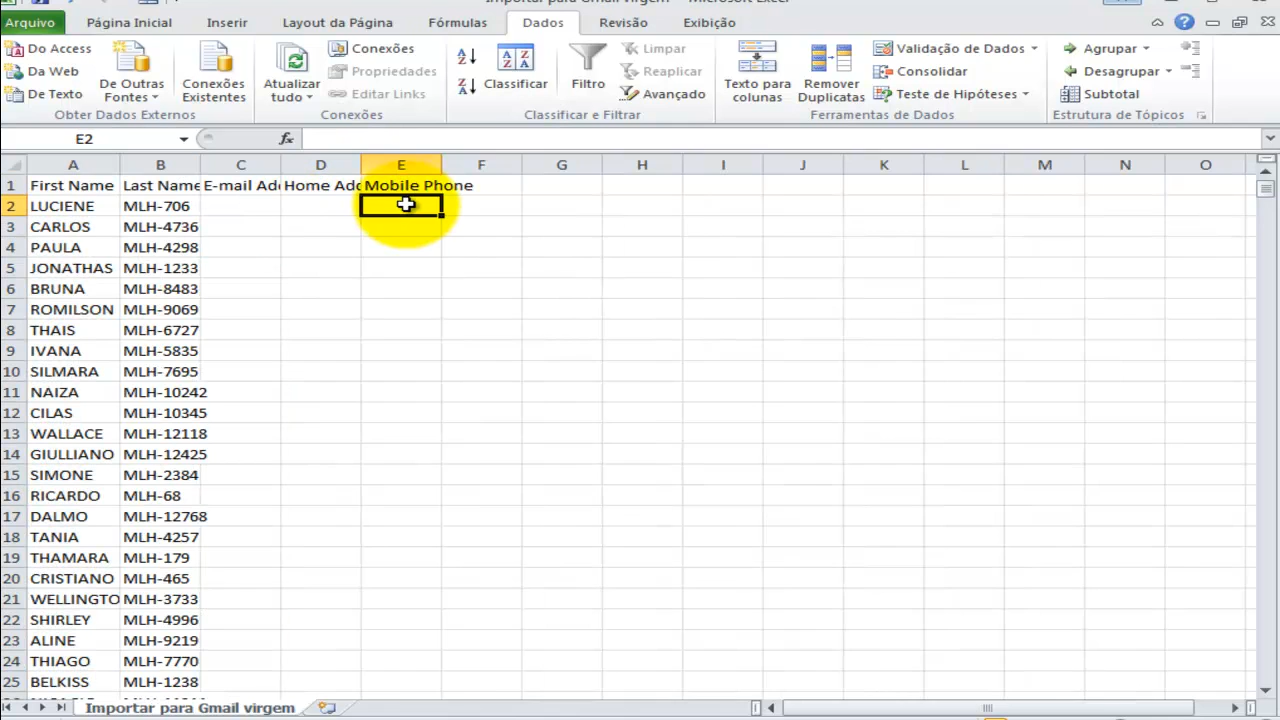 Importar para Gmail virgem - Microsoft Excel
Arquivo Página Inicial Inserir Layout da Página Fórmulas Dados Revisão Exibição
Do Access
Da Web
De Texto
De Outras Fontes
Conexões Existentes
Obter Dados Externos
Atualizar tudo
Conexões
Propriedades
Editar Links
Conexões
Classificar
Filtro
Limpar
Reaplicar
Avançado
Classificar e Filtrar
Texto para colunas
Remover Duplicatas
Validação de Dados
Consolidar
Teste de Hipóteses
Ferramentas de Dados
Agrupar
Desagrupar
Subtotal
Estrutura de Tópicos
E2 fx
A B C D E F G H I J K L M N O
1 First Name Last Name E-mail Ad Home Add Mobile Phone
2 LUCIENE MLH-706
3 CARLOS MLH-4736
4 PAULA MLH-4298
5 JONATHAS MLH-1233
6 BRUNA MLH-8483
7 ROMILSON MLH-9069
8 THAIS MLH-6727
9 IVANA MLH-5835
10 SILMARA MLH-7695
11 NAIZA MLH-10242
12 CILAS MLH-10345
13 WALLACE MLH-12118
14 GIULLIANO MLH-12425
15 SIMONE MLH-2384
16 RICARDO MLH-68
17 DALMO MLH-12768
18 TANIA MLH-4257
19 THAMARA MLH-179
20 CRISTIANO MLH-465
21 WELLINGTO MLH-3733
22 SHIRLEY MLH-4996
23 ALINE MLH-9219
24 THIAGO MLH-7770
25 BELKISS MLH-1238
Importar para Gmail virgem